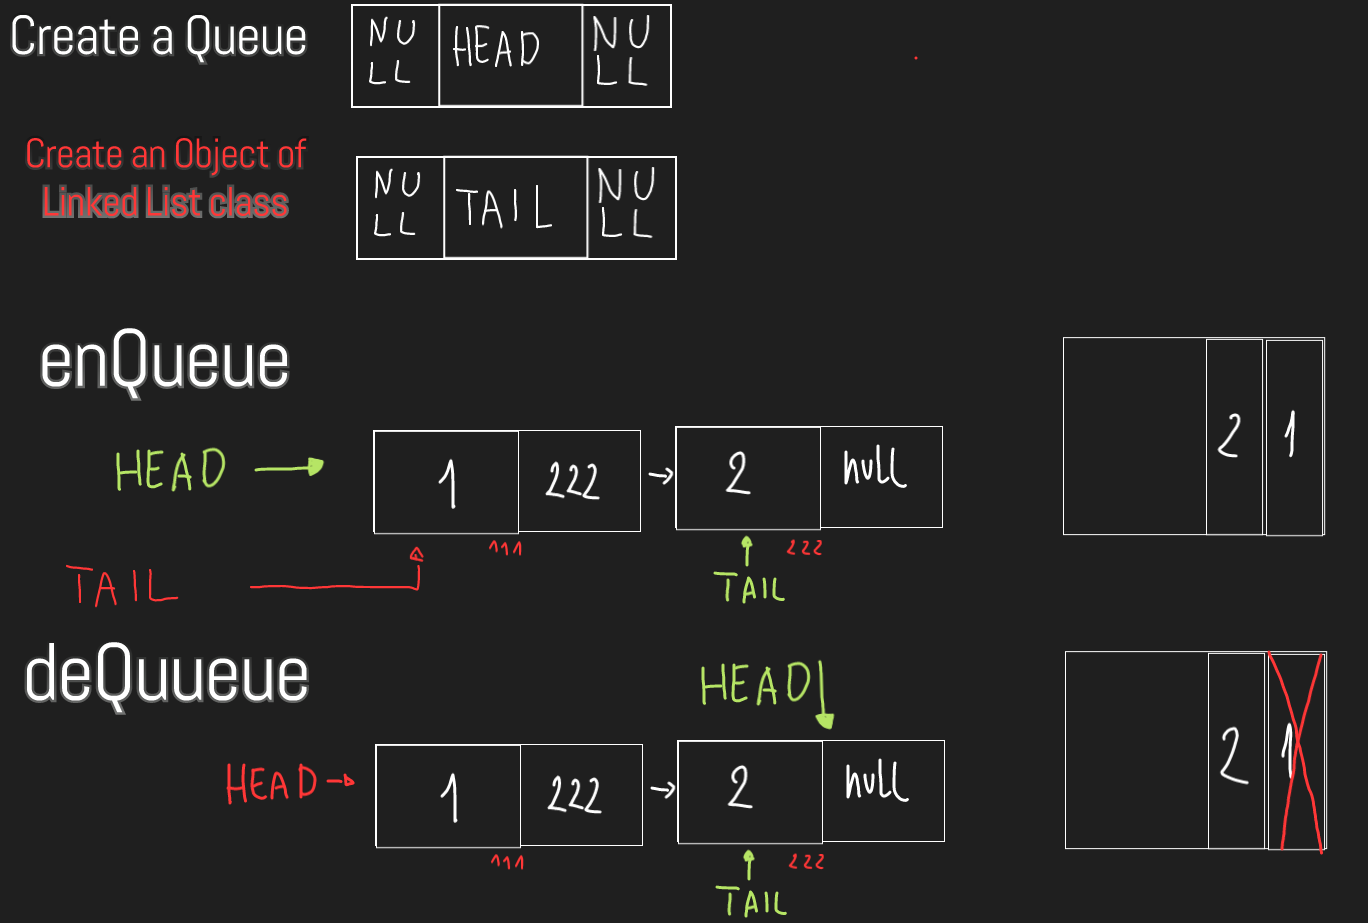 Create a Queue
NU
LL
HEAD
NU
LL
Create an Object of
Linked List class
NU
LL
TAIL
NU
LL
enQueue
HEAD
1
222
2
null
2
1
111
222
TAIL
TAIL
deQuueue
HEAD
HEAD
1
222
2
null
2
1
111
222
TAIL